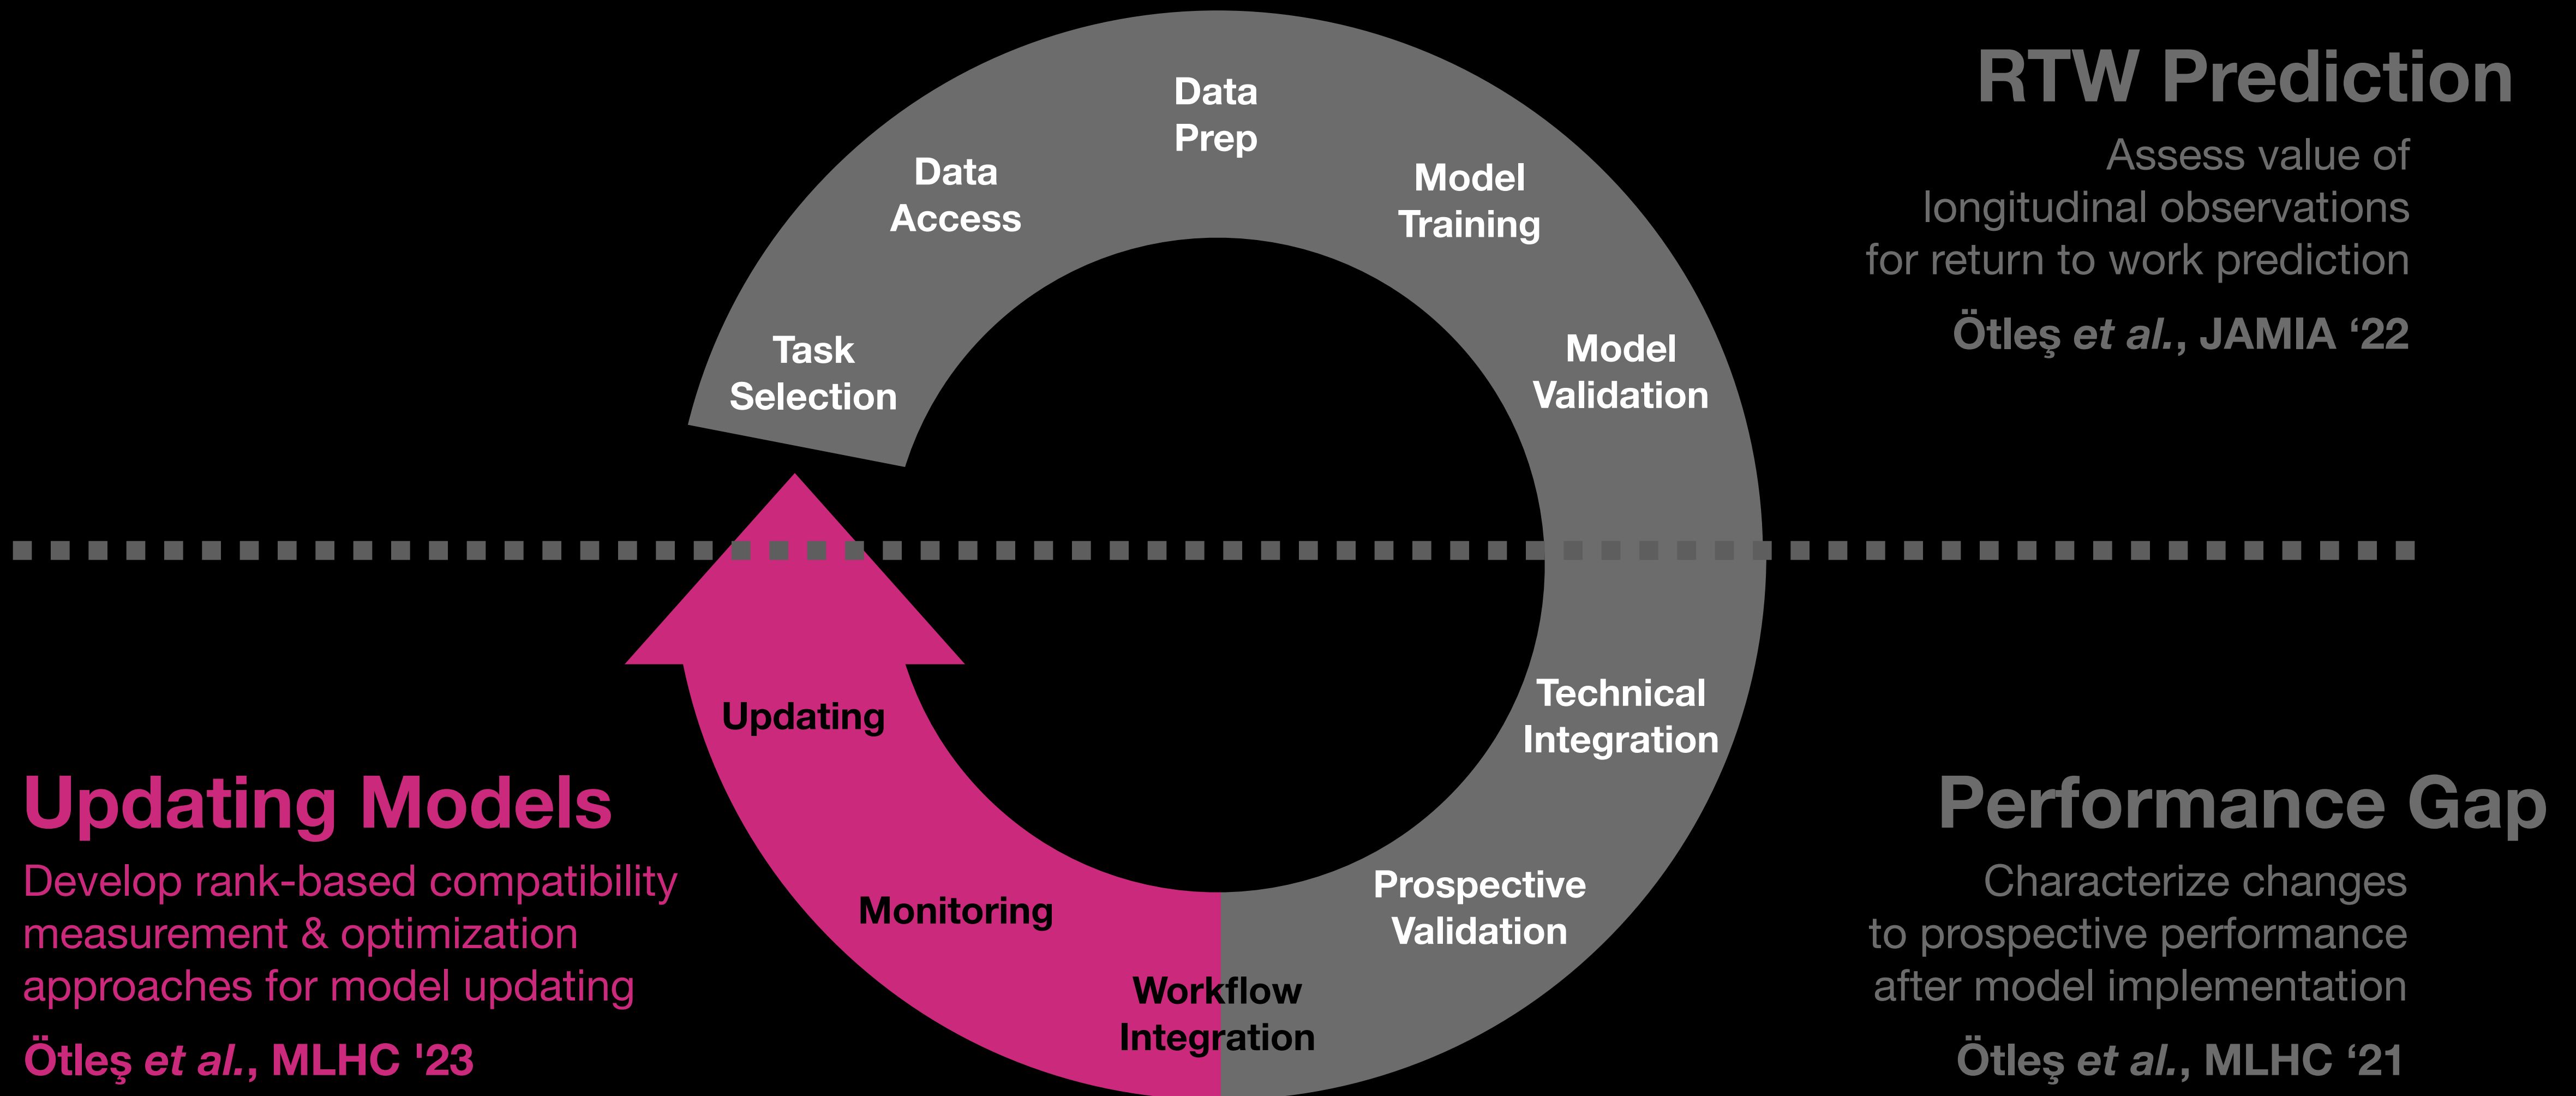 RTW Prediction
Assess value of
longitudinal observations
for return to work prediction
Ötleş et al., JAMIA ‘22
Task
Selection
Data
Access
Data
Prep
Model
Training
Model
Validation
Technical
Integration
Prospective
Validation
Workflow
Integration
Monitoring
Updating
Updating Models
Develop rank-based compatibility
measurement & optimization
approaches for model updating
Ötleş et al., MLHC '23
Performance Gap
Characterize changes
to prospective performance
after model implementation
Ötleş et al., MLHC ‘21